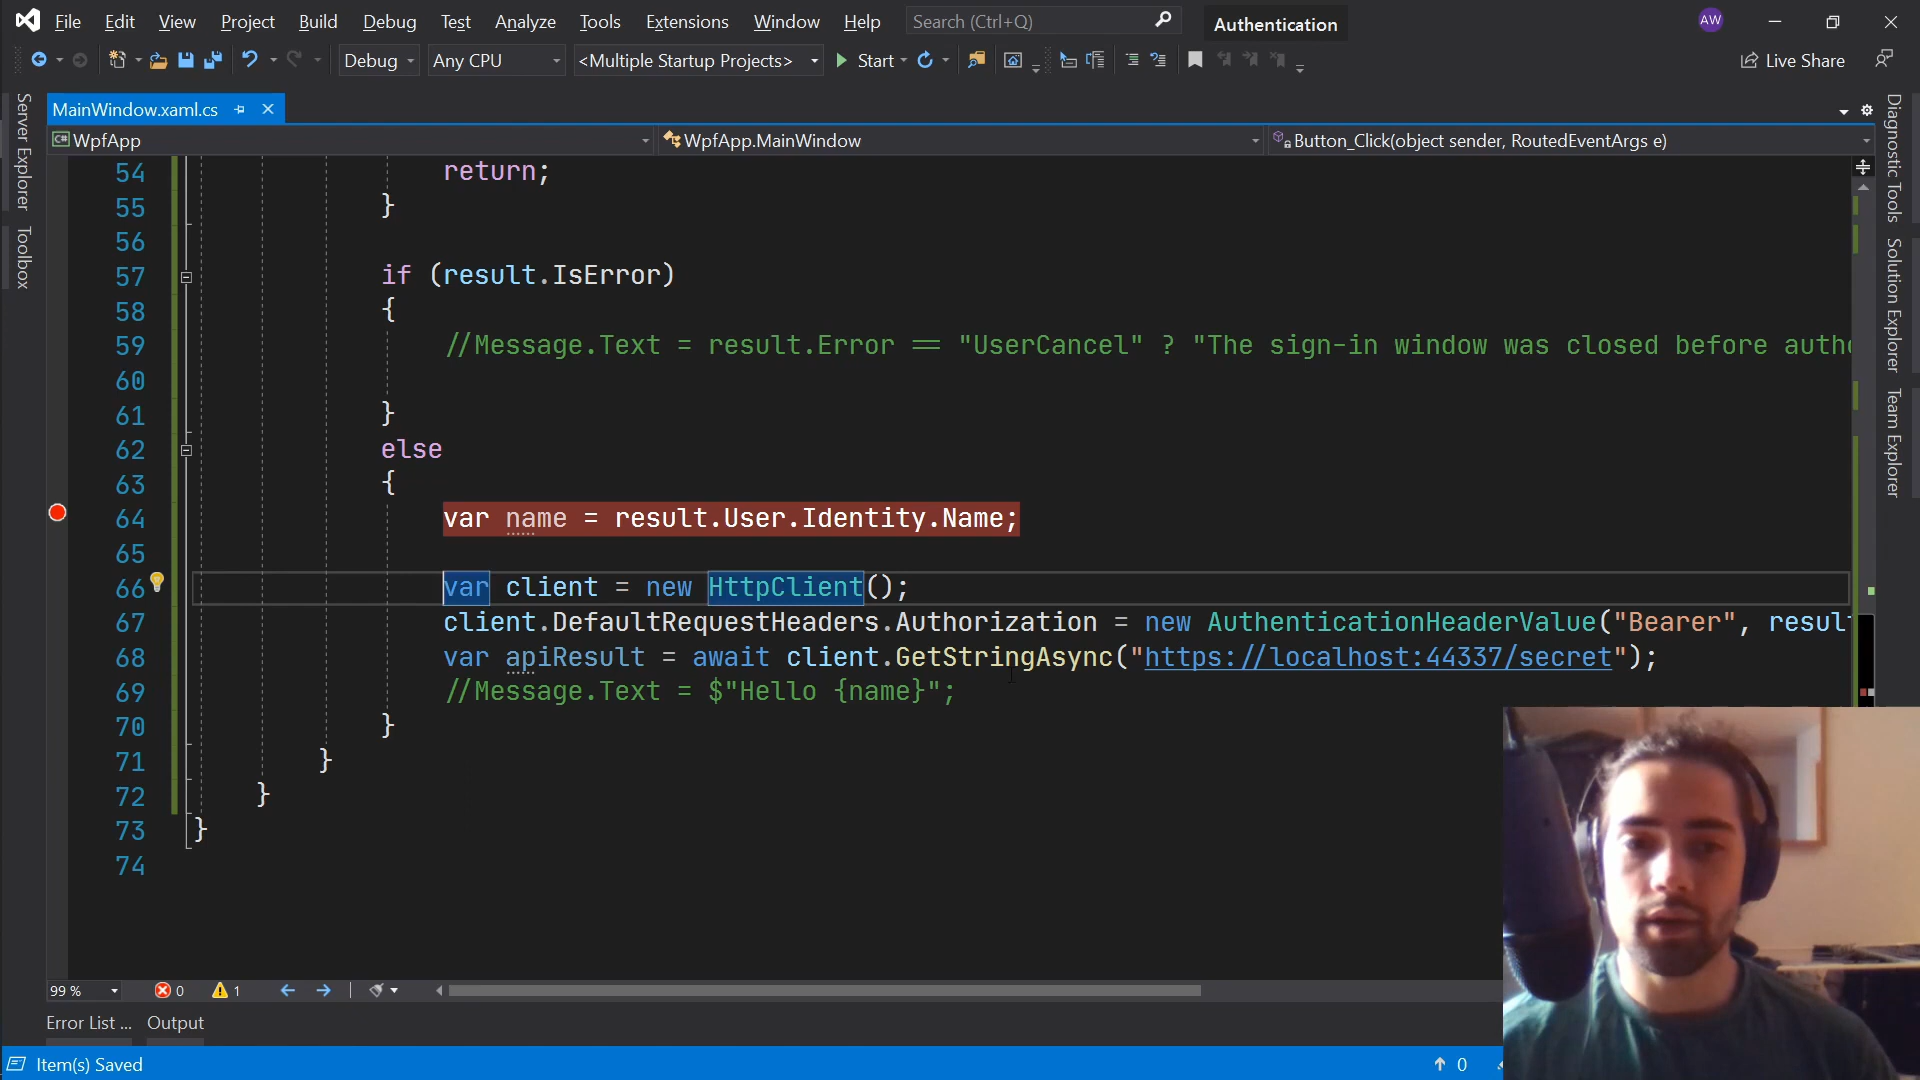 File Edit View Project Build Debug Test Analyze Tools Extensions Window Help Search (Ctrl+Q) Authentication AW
Debug Any CPU <Multiple Startup Projects> Start Live Share
MainWindow.xaml.cs
WpfApp WpfApp.MainWindow Button_Click(object sender, RoutedEventArgs e)
Server Explorer
Toolbox
Diagnostic Tools
Solution Explorer
Team Explorer
54 return;
55 }
56
57 if (result.IsError)
58 {
59 //Message.Text = result.Error == "UserCancel" ? "The sign-in window was closed before autho
60
61 }
62 else
63 {
64 var name = result.User.Identity.Name;
65
66 var client = new HttpClient();
67 client.DefaultRequestHeaders.Authorization = new AuthenticationHeaderValue("Bearer", result
68 var apiResult = await client.GetStringAsync("https://localhost:44337/secret");
69 //Message.Text = $"Hello {name}";
70 }
71 }
72 }
73 }
74
99 % 0 1
Error List ... Output
Item(s) Saved 0